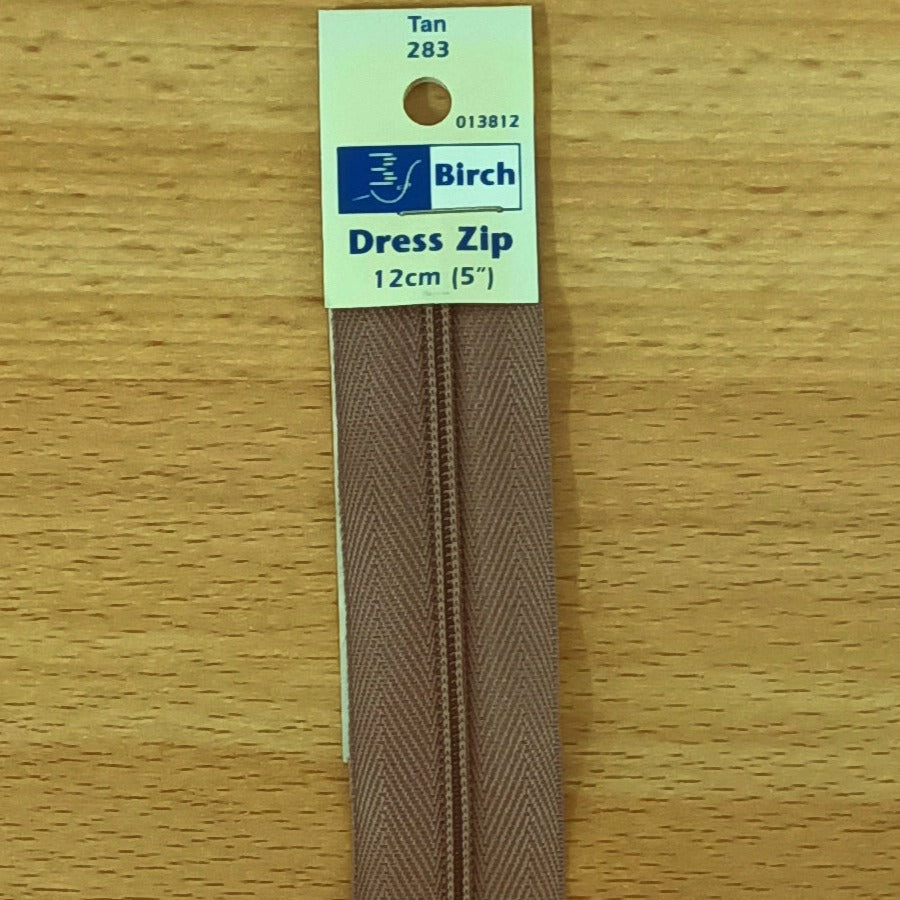 Tan
283
013812
Birch
Dress Zip
12cm (5″)